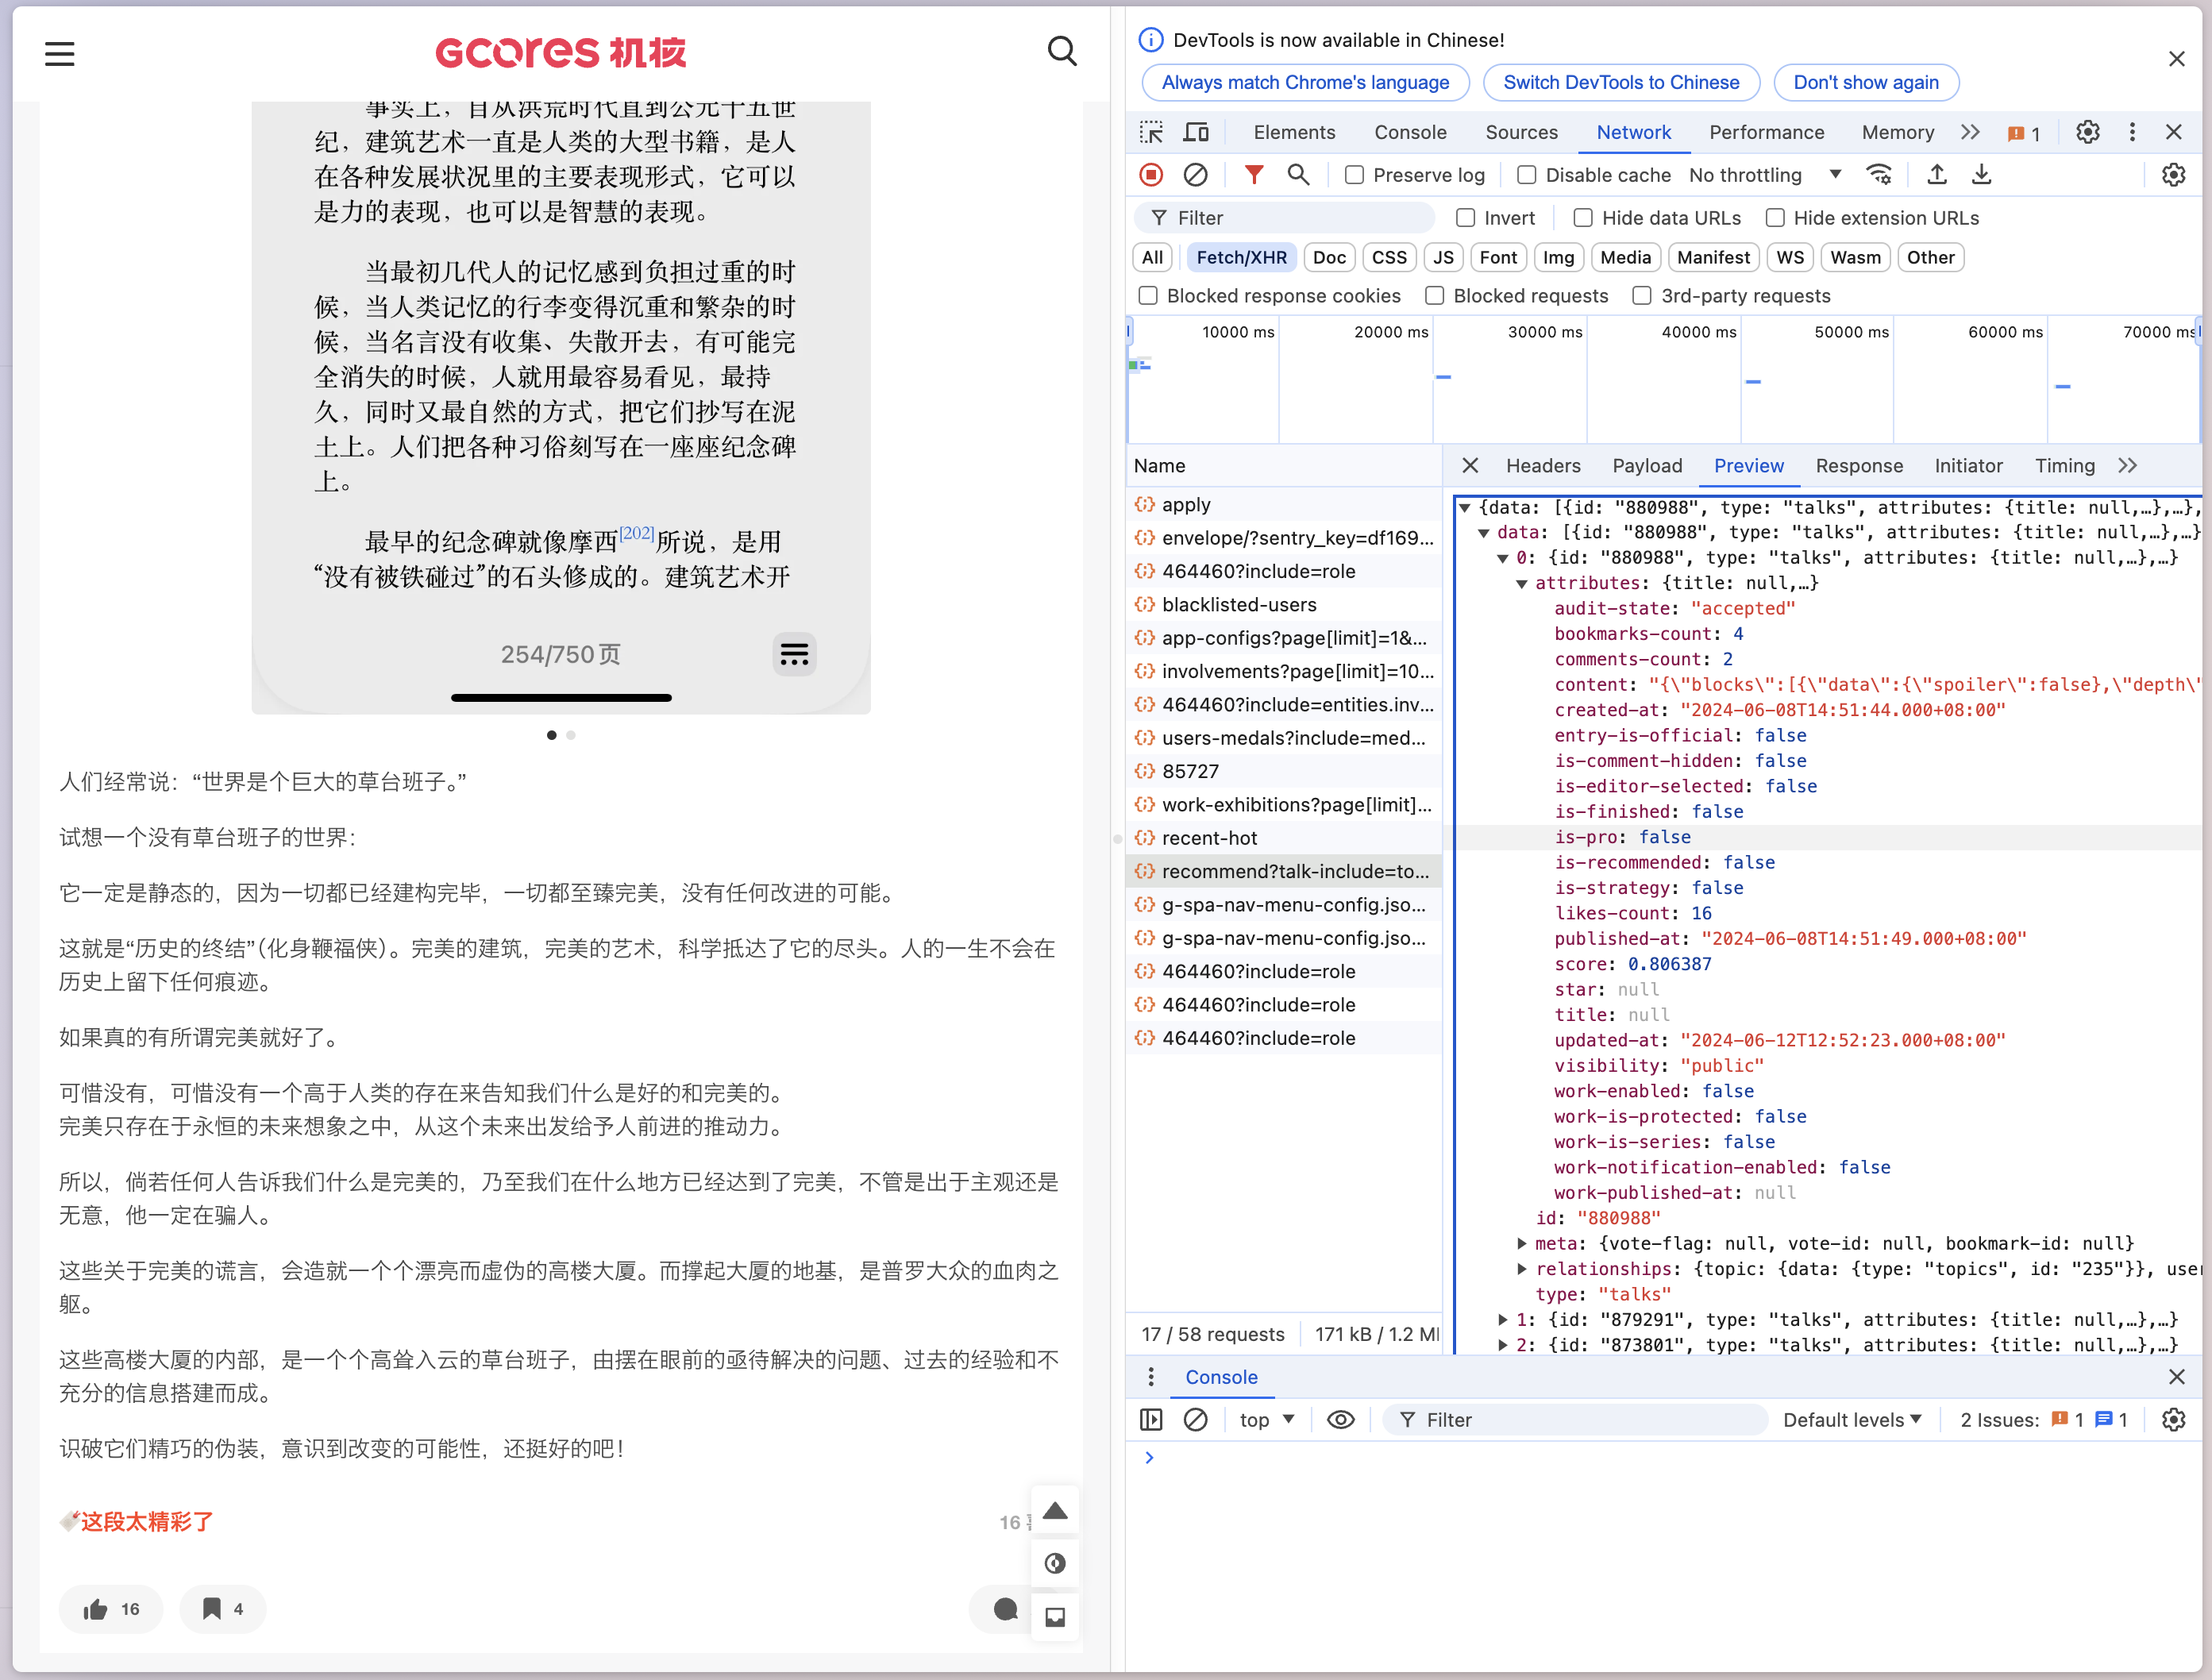 GCORES 机核
事实上，自从洪荒时代直到公元十五世
纪，建筑艺术一直是人类的大型书籍，是人
在各种发展状况里的主要表现形式，它可以
是力的表现，也可以是智慧的表现。
当最初几代人的记忆感到负担过重的时
候，当人类记忆的行李变得沉重和繁杂的时
候，当名言没有收集、失散开去，有可能完
全消失的时候，人就用最容易看见，最持
久，同时又最自然的方式，把它们抄写在泥
土上。人们把各种习俗刻写在一座座纪念碑
上。
最早的纪念碑就像摩西[202]所说，是用
“没有被铁碰过”的石头修成的。建筑艺术开
254/750页
人们经常说：“世界是个巨大的草台班子。”
试想一个没有草台班子的世界：
它一定是静态的，因为一切都已经建构完毕，一切都至臻完美，没有任何改进的可能。
这就是“历史的终结”（化身鞭福侠）。完美的建筑，完美的艺术，科学抵达了它的尽头。人的一生不会在
历史上留下任何痕迹。
如果真的有所谓完美就好了。
可惜没有，可惜没有一个高于人类的存在来告知我们什么是好的和完美的。
完美只存在于永恒的未来想象之中，从这个未来出发给予人前进的推动力。
所以，倘若任何人告诉我们什么是完美的，乃至我们在什么地方已经达到了完美，不管是出于主观还是
无意，他一定在骗人。
这些关于完美的谎言，会造就一个个漂亮而虚伪的高楼大厦。而撑起大厦的地基，是普罗大众的血肉之
躯。
这些高楼大厦的内部，是一个个高耸入云的草台班子，由摆在眼前的亟待解决的问题、过去的经验和不
充分的信息搭建而成。
识破它们精巧的伪装，意识到改变的可能性，还挺好的吧！
这段太精彩了
16
16
4
DevTools is now available in Chinese!
Always match Chrome's language
Switch DevTools to Chinese
Don't show again
Elements Console Sources Network Performance Memory 1
Preserve log Disable cache No throttling
Filter Invert Hide data URLs Hide extension URLs
All Fetch/XHR Doc CSS JS Font Img Media Manifest WS Wasm Other
Blocked response cookies Blocked requests 3rd-party requests
10000 ms 20000 ms 30000 ms 40000 ms 50000 ms 60000 ms 70000 ms
Name
apply
envelope/?sentry_key=df169...
464460?include=role
blacklisted-users
app-configs?page[limit]=1&...
involvements?page[limit]=10...
464460?include=entities.inv...
users-medals?include=med...
85727
work-exhibitions?page[limit]...
recent-hot
recommend?talk-include=to...
g-spa-nav-menu-config.jso...
g-spa-nav-menu-config.jso...
464460?include=role
464460?include=role
464460?include=role
17 / 58 requests 171 kB / 1.2 M
Headers Payload Preview Response Initiator Timing
{data: [{id: "880988", type: "talks", attributes: {title: null,…},…},
data: [{id: "880988", type: "talks", attributes: {title: null,…},…}
0: {id: "880988", type: "talks", attributes: {title: null,…},…}
attributes: {title: null,…}
audit-state: "accepted"
bookmarks-count: 4
comments-count: 2
content: "{\"blocks\":[{\"data\":{\"spoiler\":false},\"depth\"
created-at: "2024-06-08T14:51:44.000+08:00"
entry-is-official: false
is-comment-hidden: false
is-editor-selected: false
is-finished: false
is-pro: false
is-recommended: false
is-strategy: false
likes-count: 16
published-at: "2024-06-08T14:51:49.000+08:00"
score: 0.806387
star: null
title: null
updated-at: "2024-06-12T12:52:23.000+08:00"
visibility: "public"
work-enabled: false
work-is-protected: false
work-is-series: false
work-notification-enabled: false
work-published-at: null
id: "880988"
meta: {vote-flag: null, vote-id: null, bookmark-id: null}
relationships: {topic: {data: {type: "topics", id: "235"}}, user
type: "talks"
1: {id: "879291", type: "talks", attributes: {title: null,…},…}
2: {id: "873801", type: "talks", attributes: {title: null,…},…}
Console
top Filter Default levels 2 Issues: 1 1